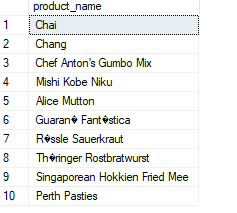 product_name
1 Chai
2 Chang
3 Chef Anton's Gumbo Mix
4 Mishi Kobe Niku
5 Alice Mutton
6 Guaran� Fant�stica
7 R�ssle Sauerkraut
8 Th�ringer Rostbratwurst
9 Singaporean Hokkien Fried Mee
10 Perth Pasties